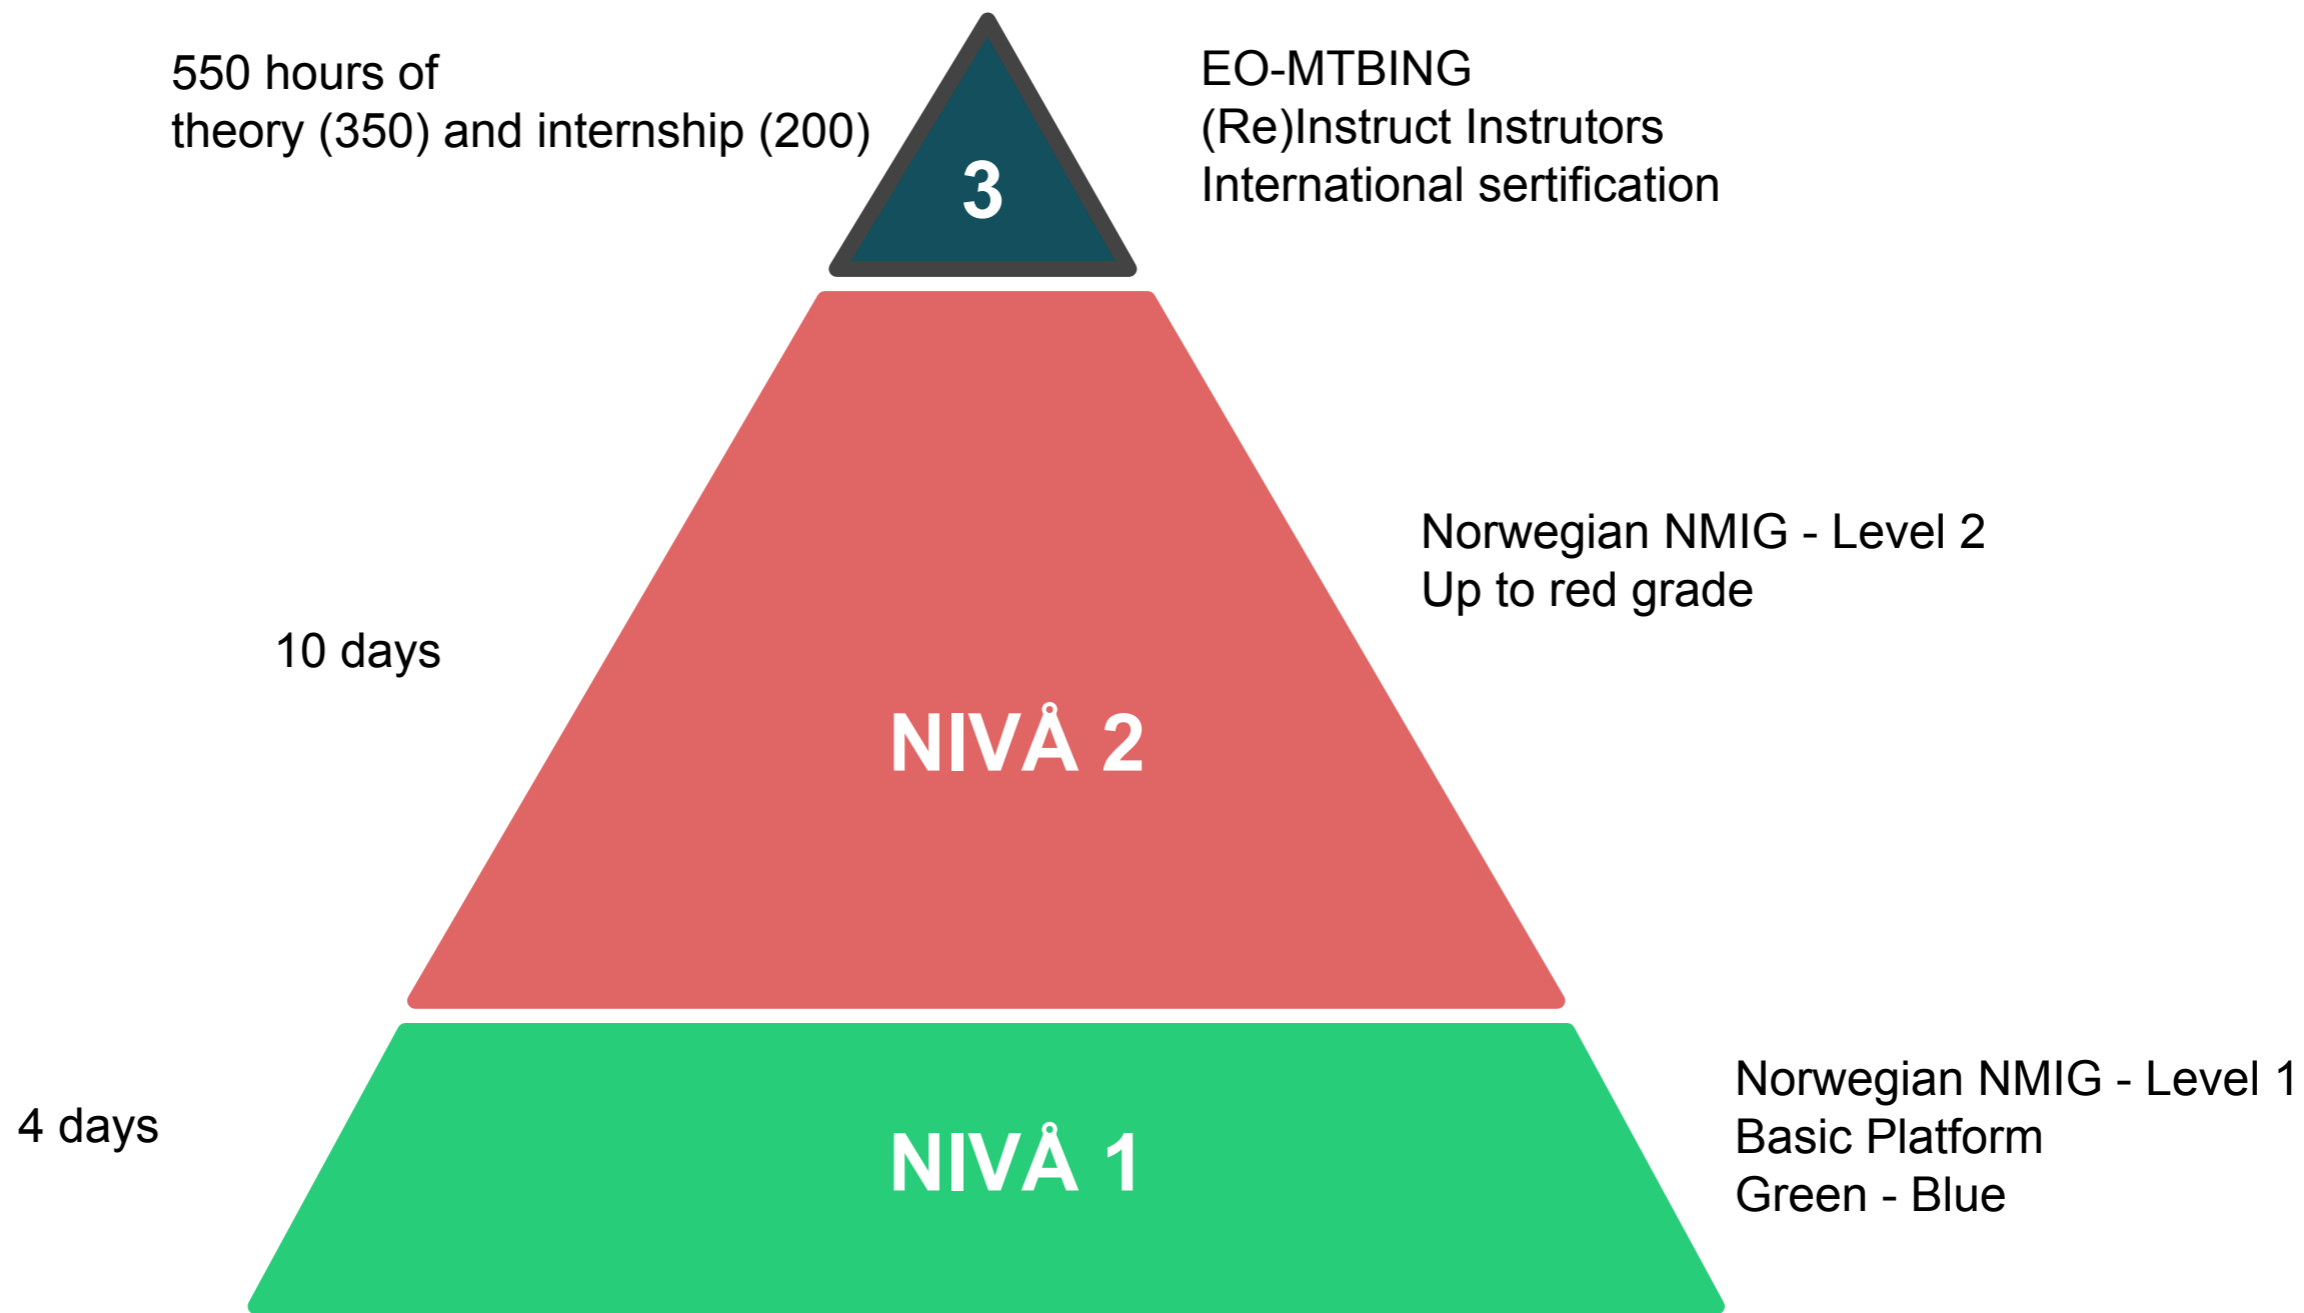 550 hours of
theory (350) and internship (200)
EO-MTBING
(Re)Instruct Instrutors
International sertification
3
Norwegian NMIG - Level 2
Up to red grade
10 days
NIVÅ 2
Norwegian NMIG - Level 1
Basic Platform
Green - Blue
4 days
NIVÅ 1